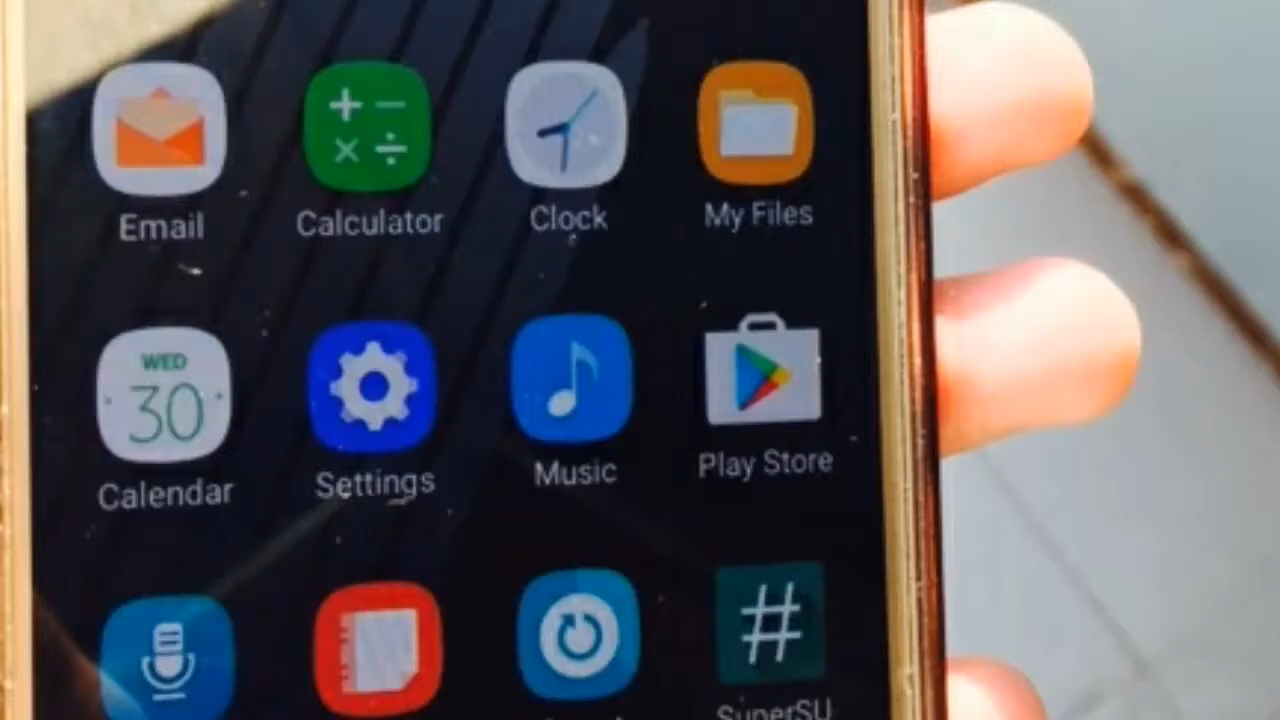 Email Calculator Clock My Files
WED
30
Calendar Settings Music Play Store
SuperSU